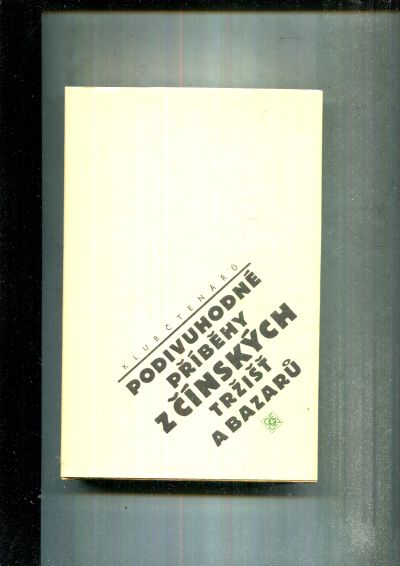 KLUB ČTENÁŘŮ
PODIVUHODNÉ
PŘÍBĚHY
Z ČÍNSKÝCH
TRŽIŠŤ
A BAZARŮ